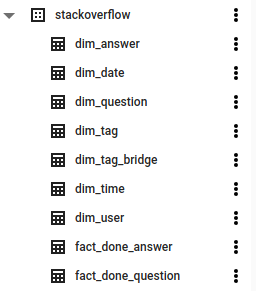 stackoverflow
dim_answer
dim_date
dim_question
dim_tag
dim_tag_bridge
dim_time
dim_user
fact_done_answer
fact_done_question